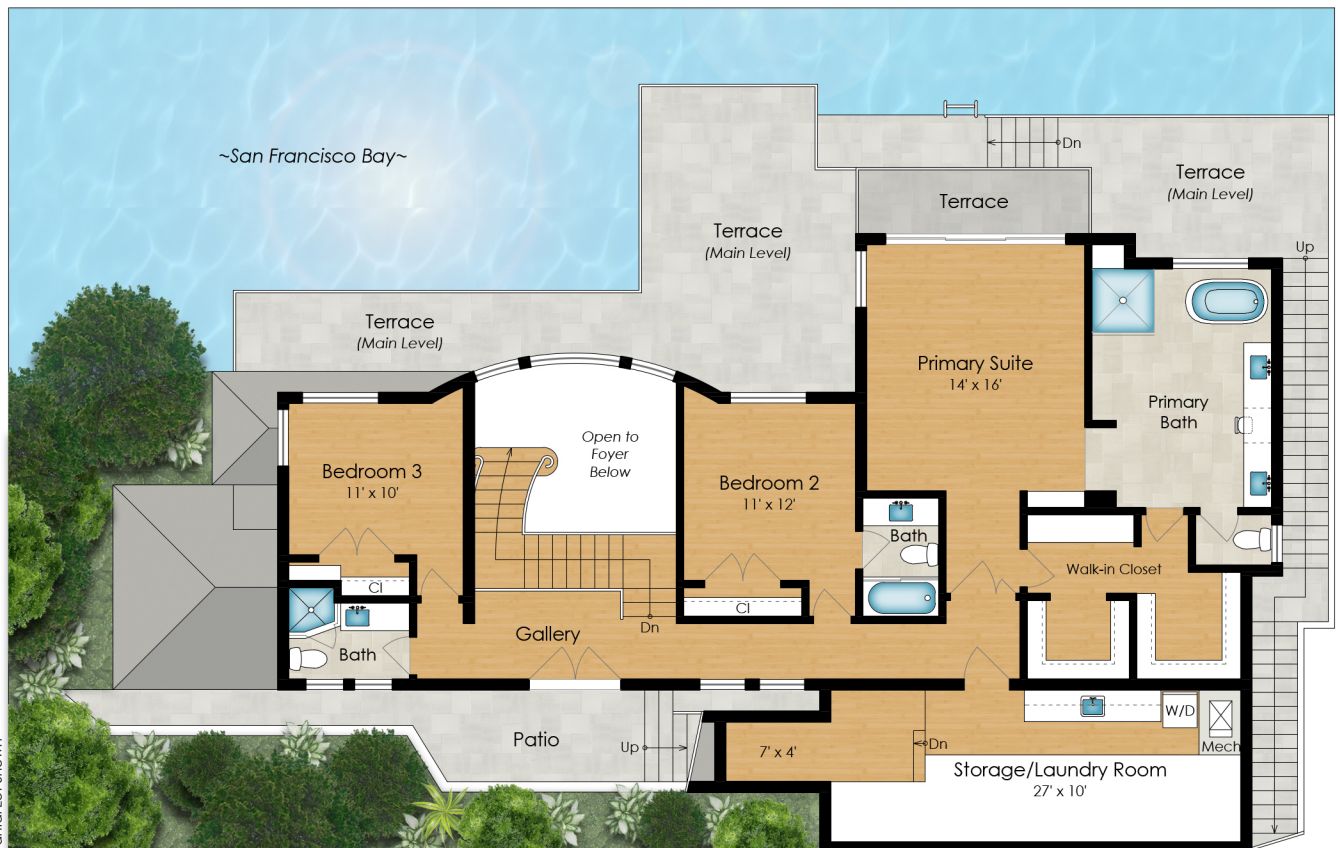 ~San Francisco Bay~
Dn
Terrace
(Main Level)
Terrace
Terrace
(Main Level)
Up
Terrace
(Main Level)
Primary Suite
14' x 16'
Primary
Bath
Open to
Foyer
Below
Bedroom 3
11' x 10'
Bedroom 2
11' x 12'
Bath
Walk-in Closet
Cl
Cl
Dn
Gallery
Bath
W/D
Patio
Up
7' x 4'
Dn
Mech
Storage/Laundry Room
27' x 10'